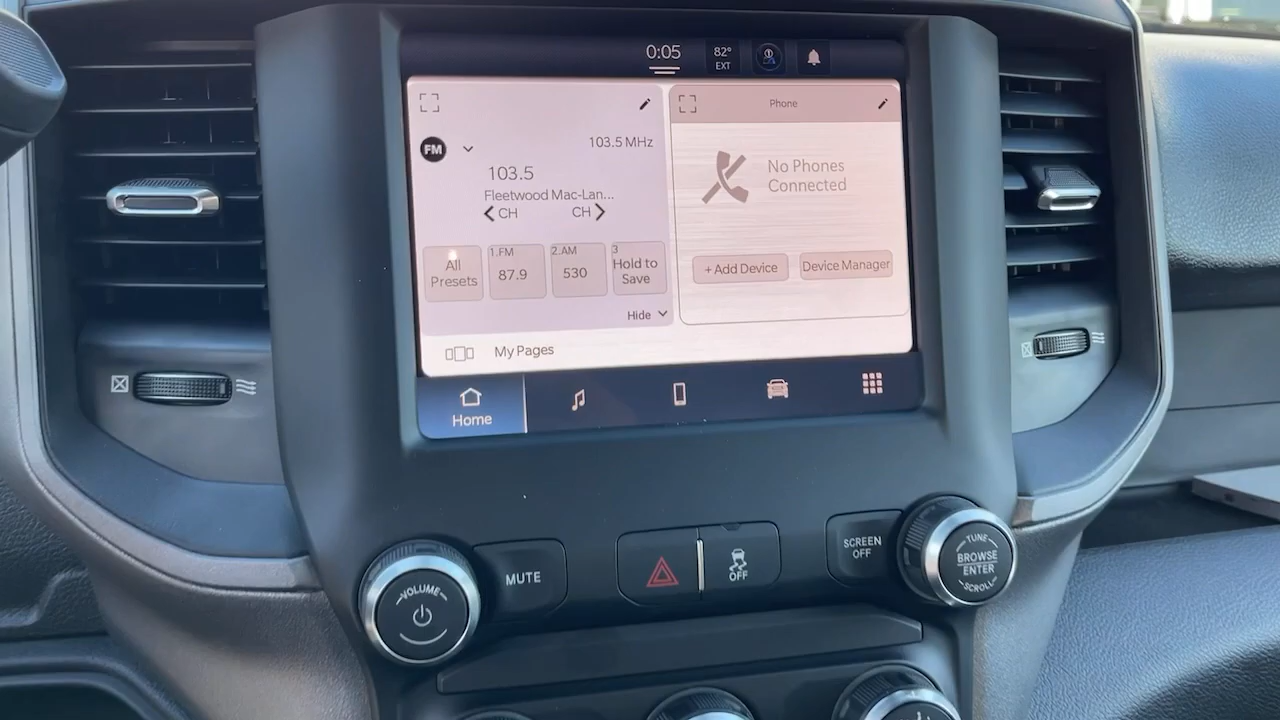 0:05
82°
EXT
FM
103.5 MHz
103.5
Fleetwood Mac-Lan...
CH
CH
All
Presets
1.FM
87.9
2.AM
530
3
Hold to
Save
Hide
My Pages
Phone
No Phones
Connected
+ Add Device
Device Manager
Home
VOLUME
MUTE
OFF
SCREEN
OFF
TUNE
BROWSE
ENTER
SCROLL